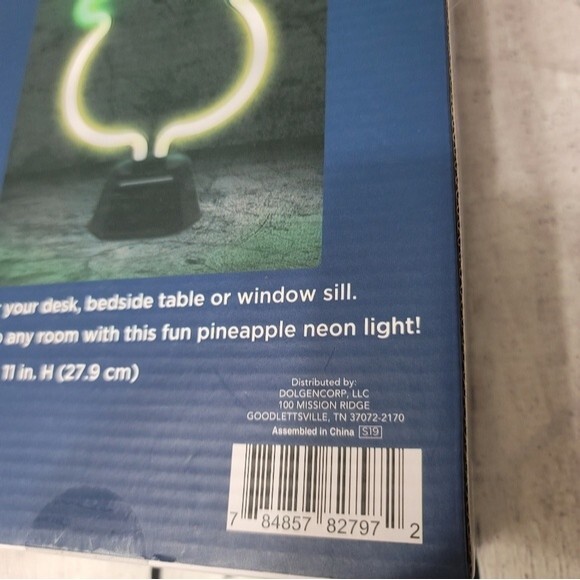 your desk, bedside table or window sill.
any room with this fun pineapple neon light!
11 in. H (27.9 cm)
Distributed by:
DOLGENCORP, LLC
100 MISSION RIDGE
GOODLETTSVILLE, TN 37072-2170
Assembled in China S19
7 84857 82797 2